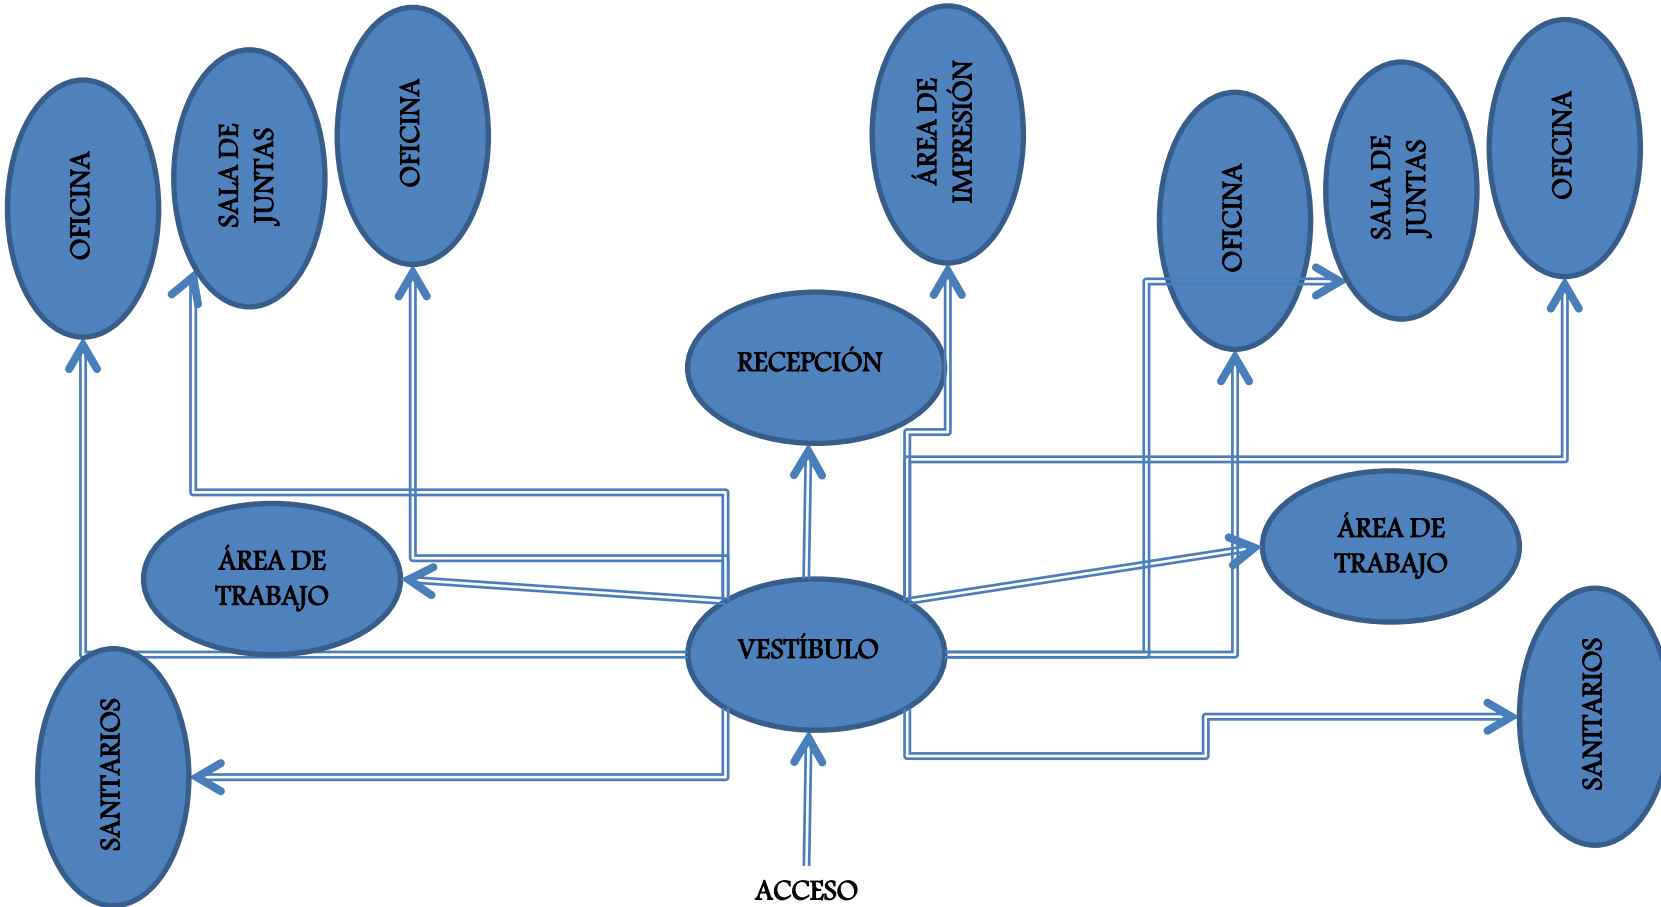 OFICINA
SALA DE
JUNTAS
OFICINA
ÁREA DE
IMPRESIÓN
OFICINA
SALA DE
JUNTAS
OFICINA
RECEPCIÓN
ÁREA DE
TRABAJO
ÁREA DE
TRABAJO
VESTÍBULO
SANITARIOS
SANITARIOS
ACCESO